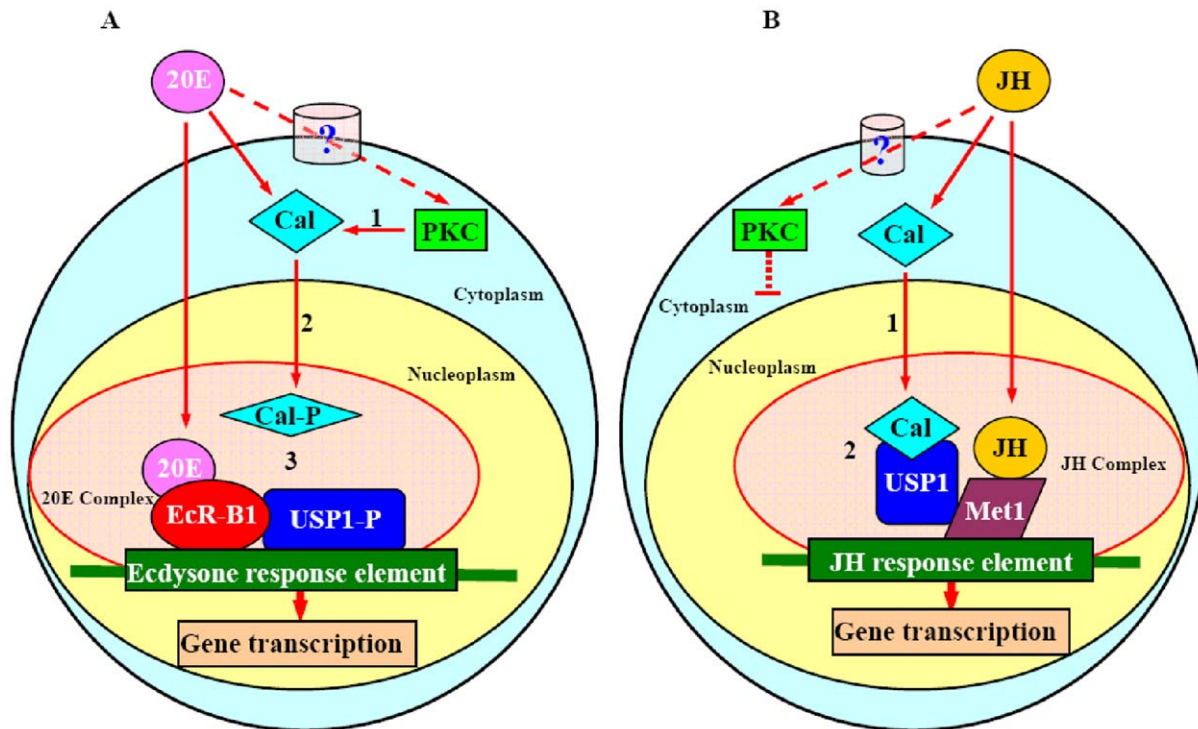 A
20E
?
Cal
1
PKC
Cytoplasm
2
Nucleoplasm
Cal-P
3
20E
20E Complex
EcR-B1
USP1-P
Ecdysone response element
Gene transcription
B
JH
?
PKC
Cal
Cytoplasm
1
Nucleoplasm
Cal
2
JH
JH Complex
USP1
Met1
JH response element
Gene transcription